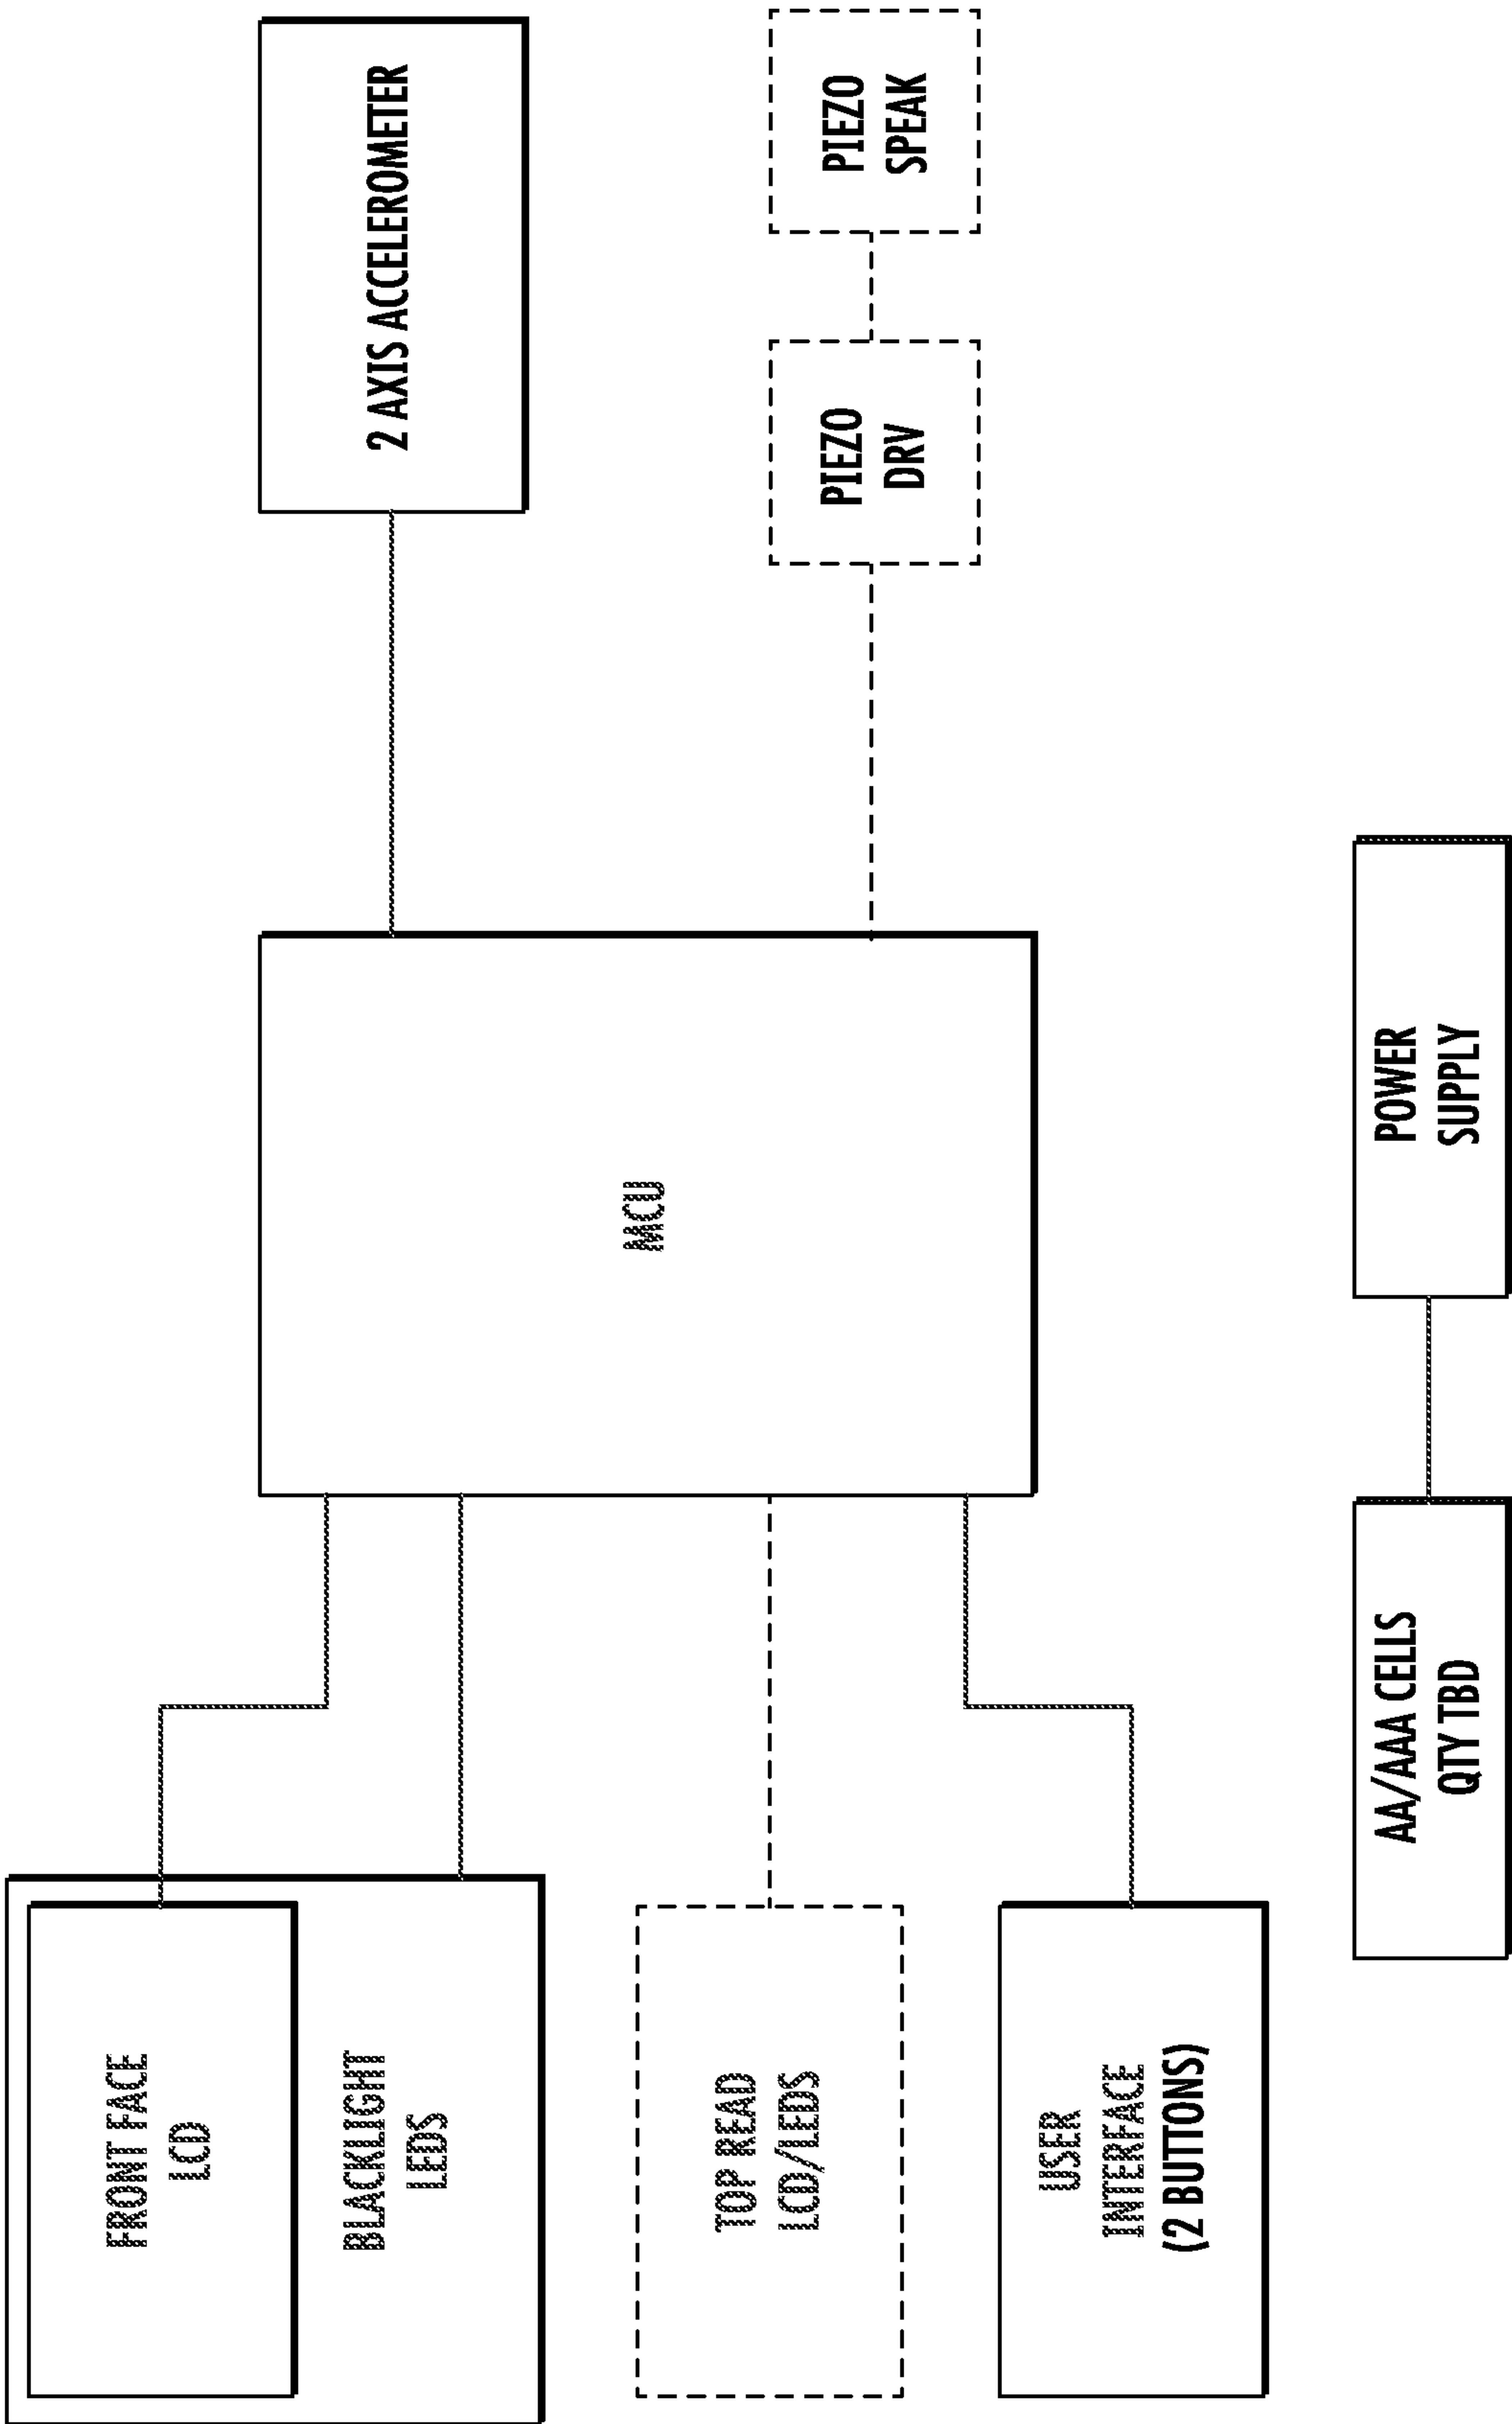 FRONT FACE
LCD
BLACKLIGHT
LEDS
TOP READ
LCD/LEDS
USER
INTERFACE
(2 BUTTONS)
MCU
2 AXIS ACCELEROMETER
PIEZO
DRV
PIEZO
SPEAK
AA/AAA CELLS
QTY TBD
POWER
SUPPLY